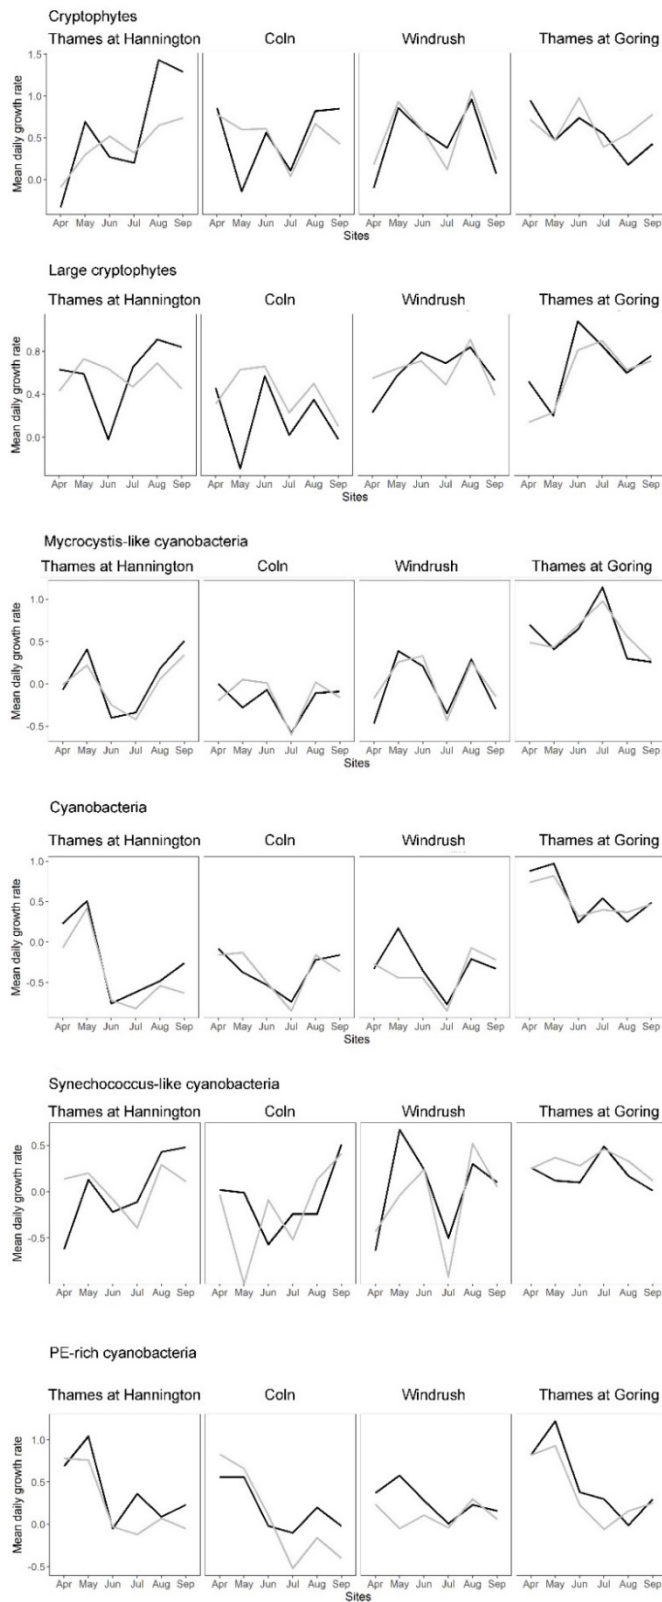 Cryptophytes
Thames at Hannington Coln Windrush Thames at Goring
Mean daily growth rate
1.5
1.0
0.5
0.0
Apr May Jun Jul Aug Sep Apr May Jun Jul Aug Sep Apr May Jun Jul Aug Sep Apr May Jun Jul Aug Sep
Sites
Large cryptophytes
Thames at Hannington Coln Windrush Thames at Goring
Mean daily growth rate
0.8
0.4
0.0
Apr May Jun Jul Aug Sep Apr May Jun Jul Aug Sep Apr May Jun Jul Aug Sep Apr May Jun Jul Aug Sep
Sites
Mycrocystis-like cyanobacteria
Thames at Hannington Coln Windrush Thames at Goring
Mean daily growth rate
1.0
0.5
0.0
-0.5
Apr May Jun Jul Aug Sep Apr May Jun Jul Aug Sep Apr May Jun Jul Aug Sep Apr May Jun Jul Aug Sep
Sites
Cyanobacteria
Thames at Hannington Coln Windrush Thames at Goring
Mean daily growth rate
1.0
0.5
0.0
-0.5
Apr May Jun Jul Aug Sep Apr May Jun Jul Aug Sep Apr May Jun Jul Aug Sep Apr May Jun Jul Aug Sep
Sites
Synechococcus-like cyanobacteria
Thames at Hannington Coln Windrush Thames at Goring
Mean daily growth rate
0.5
0.0
-0.5
Apr May Jun Jul Aug Sep Apr May Jun Jul Aug Sep Apr May Jun Jul Aug Sep Apr May Jun Jul Aug Sep
PE-rich cyanobacteria
Thames at Hannington Coln Windrush Thames at Goring
Mean daily growth rate
1.0
0.5
0.0
-0.5
Apr May Jun Jul Aug Sep Apr May Jun Jul Aug Sep Apr May Jun Jul Aug Sep Apr May Jun Jul Aug Sep